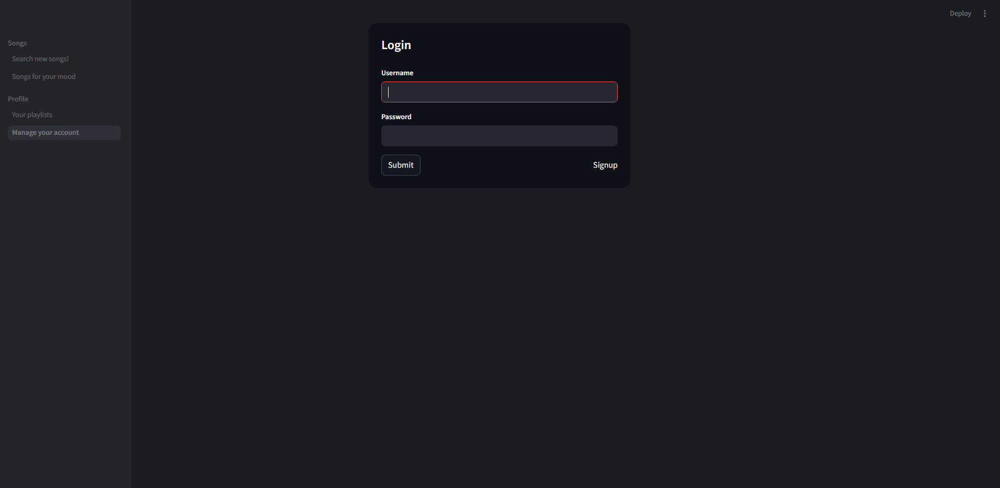 Deploy
Songs
Search new songs!
Songs for your mood
Profile
Your playlists
Manage your account
Login
Username
Password
Submit
Signup